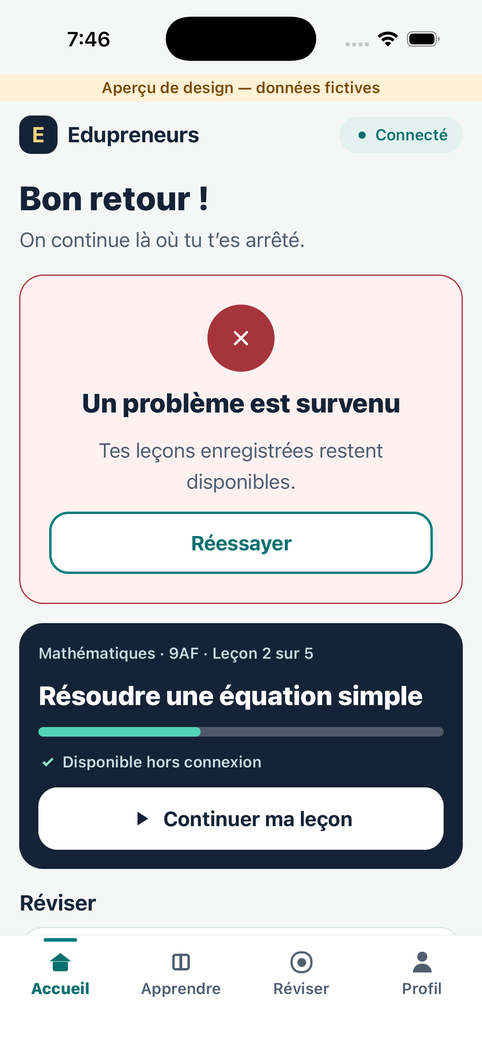 7:46
Aperçu de design — données fictives
E Edupreneurs
Connecté
Bon retour !
On continue là où tu t’es arrêté.
Un problème est survenu
Tes leçons enregistrées restent
disponibles.
Réessayer
Mathématiques · 9AF · Leçon 2 sur 5
Résoudre une équation simple
Disponible hors connexion
Continuer ma leçon
Réviser
Accueil
Apprendre
Réviser
Profil